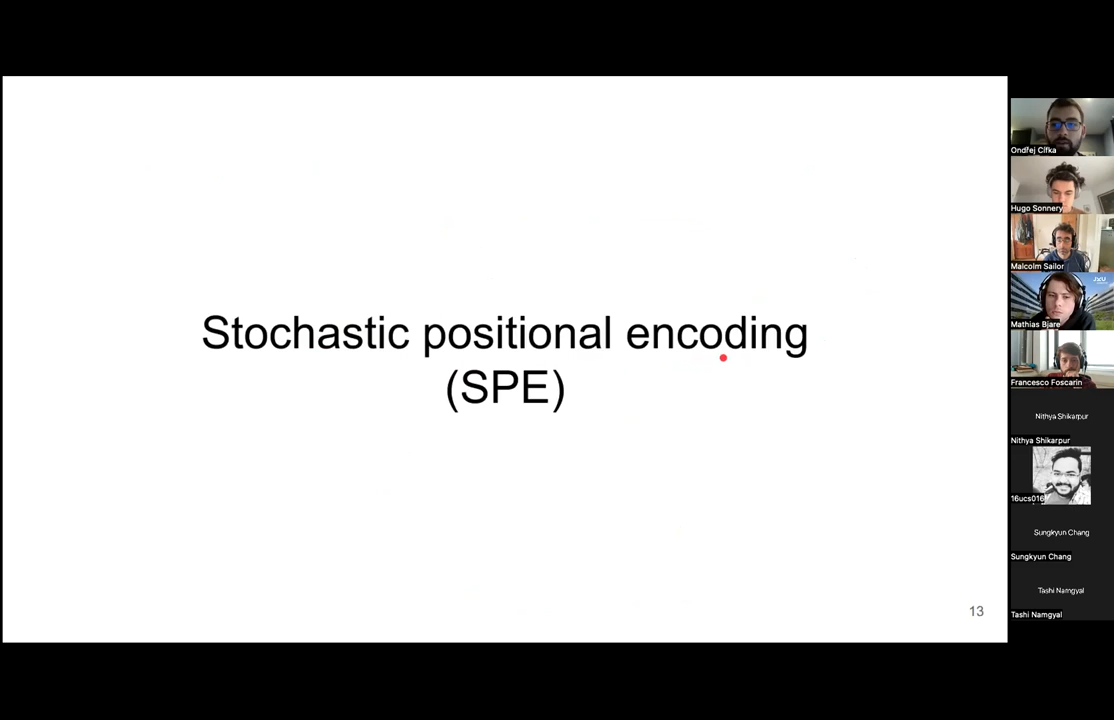 Stochastic positional encoding
(SPE)
13
Ondřej Cífka
Hugo Sonnery
Malcolm Sailor
JKU
Mathias Bjare
Francesco Foscarin
Nithya Shikarpur
Nithya Shikarpur
16ucs016
Sungkyun Chang
Sungkyun Chang
Tashi Namgyal
Tashi Namgyal